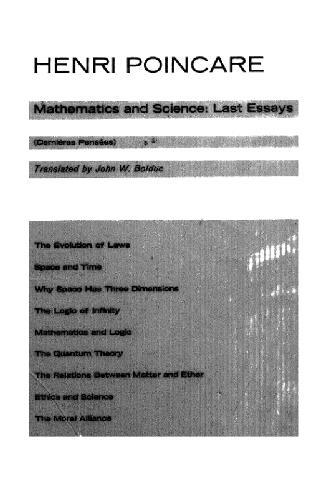 HENRI POINCARE
Mathematics and Science: Last Essays
(Dernières Pensées)
Translated by John W. Bolduc
The Evolution of Laws
Space and Time
Why Space Has Three Dimensions
The Logic of Infinity
Mathematics and Logic
The Quantum Theory
The Relations Between Matter and Ether
Ethics and Science
The Moral Alliance